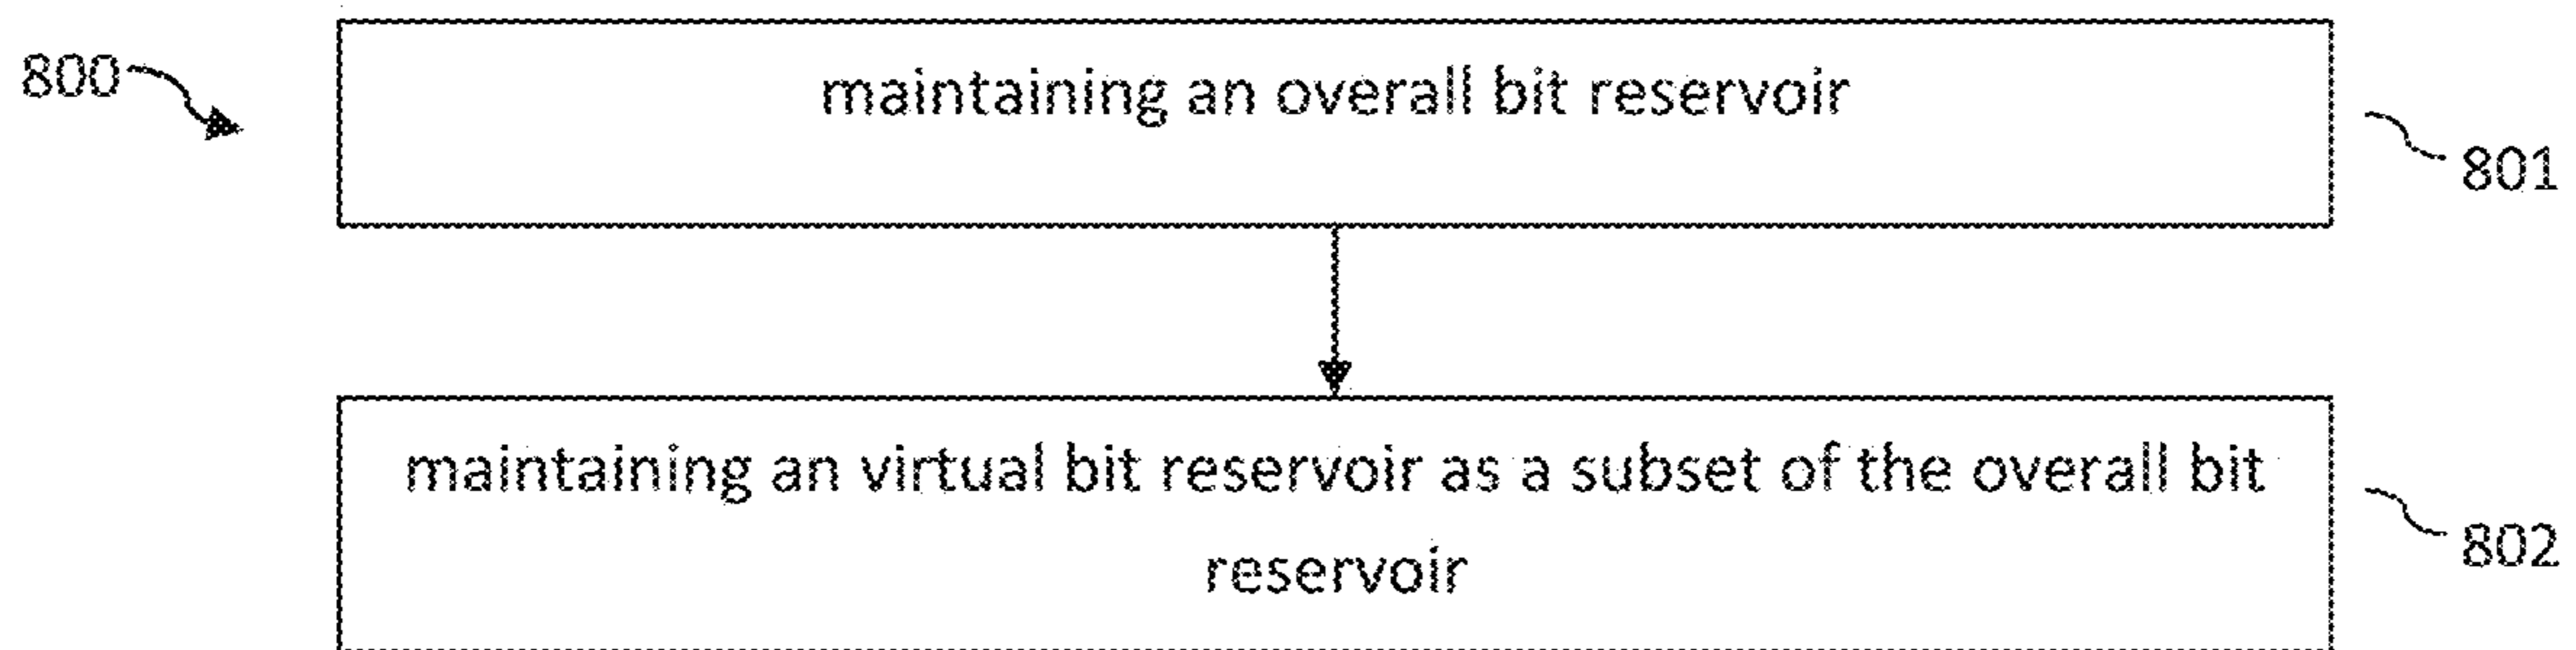 800
maintaining an overall bit reservoir
801
maintaining an virtual bit reservoir as a subset of the overall bit
reservoir
802